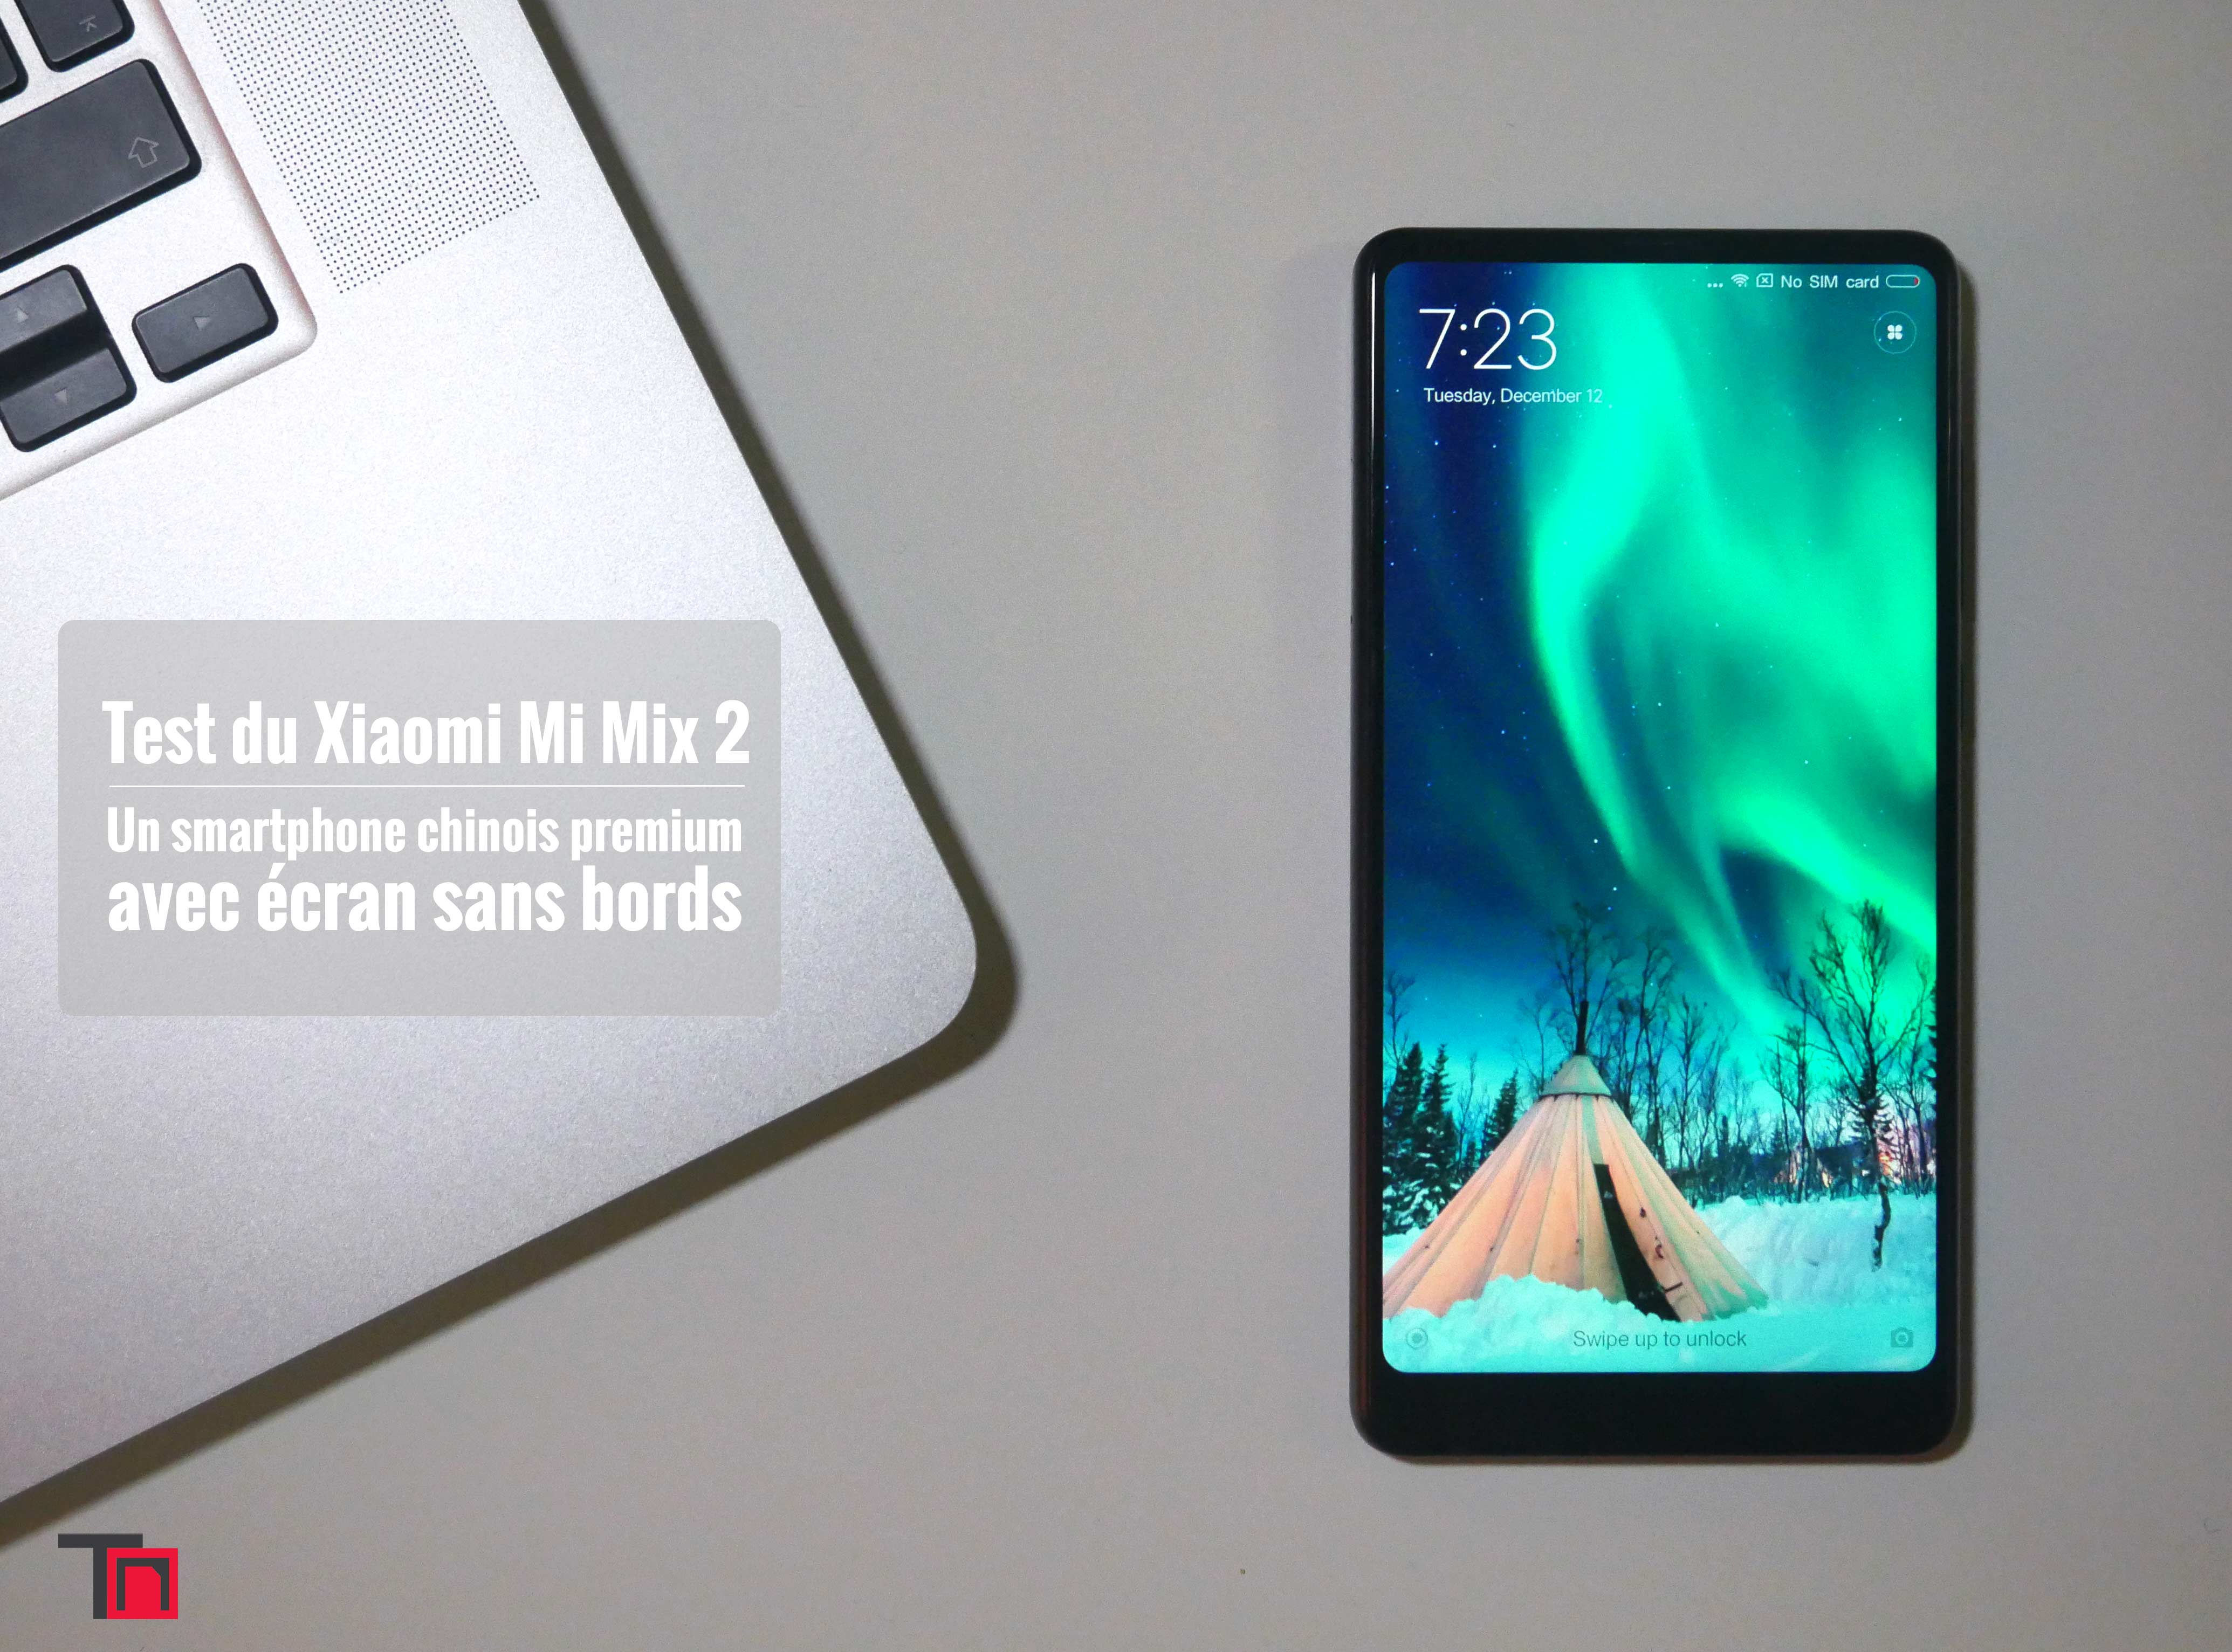 Test du Xiaomi Mi Mix 2
Un smartphone chinois premium
avec écran sans bords
... No SIM card
7:23
Tuesday, December 12
Swipe up to unlock
Tn